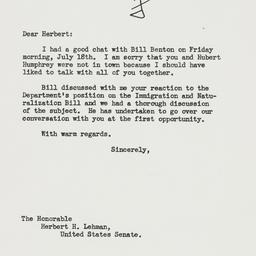 Dear Herbert:
I had a good chat with Bill Benton on Friday
morning, July 18th. I am sorry that you and Hubert
Humphrey were not in town because I should have
liked to talk with all of you together.
Bill discussed with me your reaction to the
Department's position on the Immigration and Natu-
ralization Bill and we had a thorough discussion
of the subject. He has undertaken to go over our
conversation with you at the first opportunity.
With warm regards.
Sincerely,
The Honorable
Herbert H. Lehman,
United States Senate.